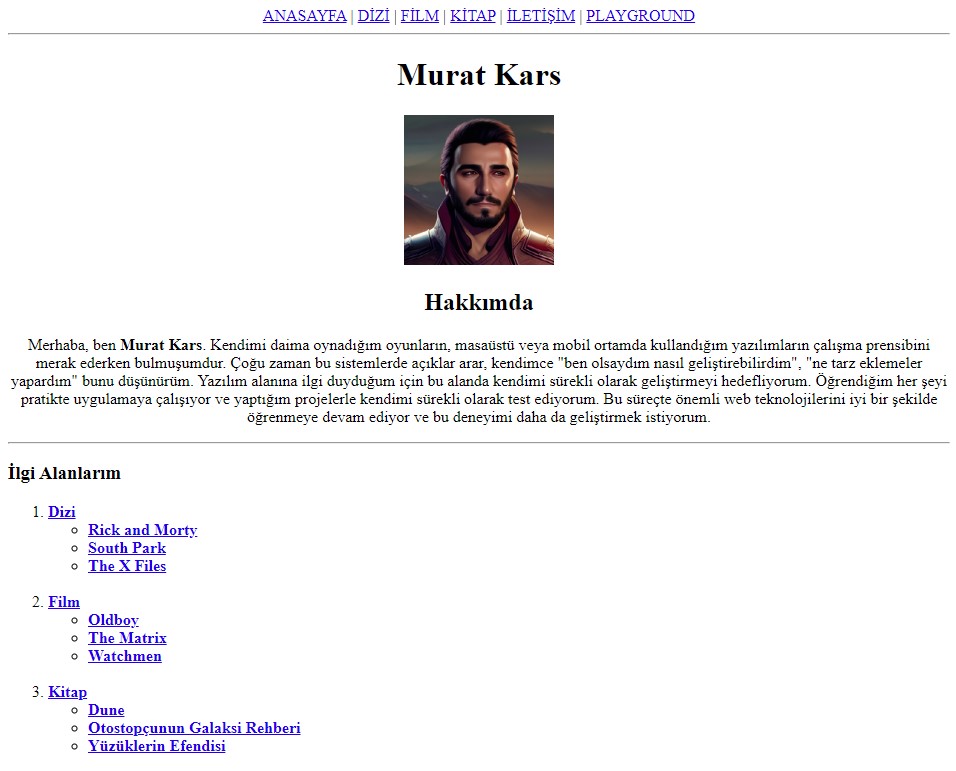 ANASAYFA | DİZİ | FİLM | KİTAP | İLETİŞİM | PLAYGROUND
Murat Kars
Hakkımda
Merhaba, ben Murat Kars. Kendimi daima oynadığım oyunların, masaüstü veya mobil ortamda kullandığım yazılımların çalışma prensibini
merak ederken bulmuşumdur. Çoğu zaman bu sistemlerde açıklar arar, kendimce "ben olsaydım nasıl geliştirebilirdim", "ne tarz eklemeler
yapardım" bunu düşünürüm. Yazılım alanına ilgi duyduğum için bu alanda kendimi sürekli olarak geliştirmeyi hedefliyorum. Öğrendiğim her şeyi
pratikte uygulamaya çalışıyor ve yaptığım projelerle kendimi sürekli olarak test ediyorum. Bu süreçte önemli web teknolojilerini iyi bir şekilde
öğrenmeye devam ediyor ve bu deneyimi daha da geliştirmek istiyorum.
İlgi Alanlarım
1. Dizi
Rick and Morty
South Park
The X Files
2. Film
Oldboy
The Matrix
Watchmen
3. Kitap
Dune
Otostopçunun Galaksi Rehberi
Yüzüklerin Efendisi